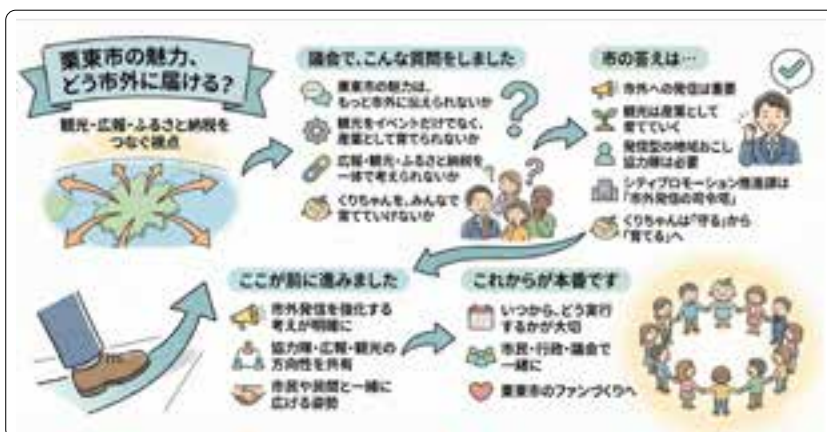 栗東市の魅力、
どう市外に届ける?
観光・広報・ふるさと納税を
つなぐ視点
議会で、こんな質問をしました
栗東市の魅力は、
もっと市外に伝えられないか
観光をイベントだけでなく、
産業として育てられないか
広報・観光・ふるさと納税を
一体で考えられないか
くりちゃんを、みんなで
育てていけないか
市の答えは…
市外への発信は重要
観光は産業として
育てていく
発信型の地域おこし
協力隊は必要
シティプロモーション推進課は
「市外発信の司令塔」
くりちゃんは「守る」から
「育てる」へ
ここが前に進みました
市外発信を強化する
考えが明確に
協力隊・広報・観光の
方向性を共有
市民や民間と一緒に
広げる姿勢
これからが本番です
いつから、どう実行
するかが大切
市民・行政・議会で
一緒に
栗東市のファンづくりへ